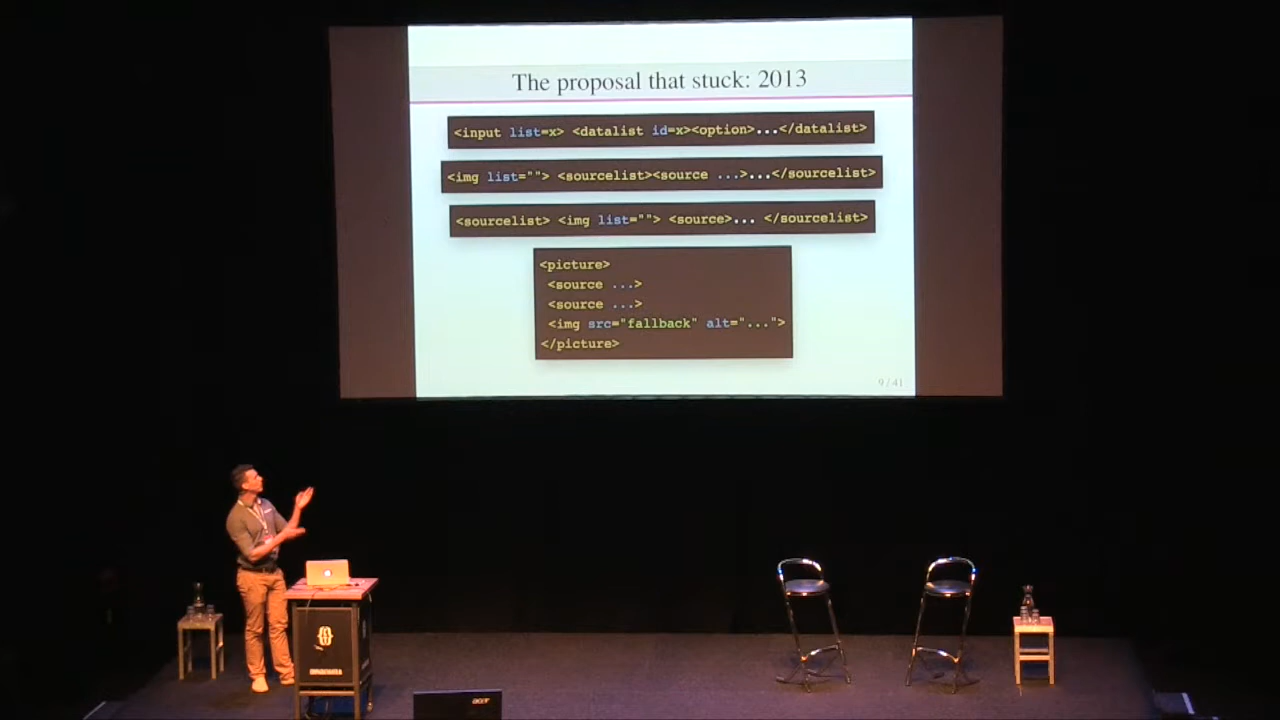 The proposal that stuck: 2013
<input list=x> <datalist id=x><option>...</datalist>
<img list=""> <sourcelist><source ...>...</sourcelist>
<sourcelist> <img list=""> <source>... </sourcelist>
<picture>
<source ...>
<source ...>
<img src="fallback" alt="...">
</picture>
9 / 41
acer